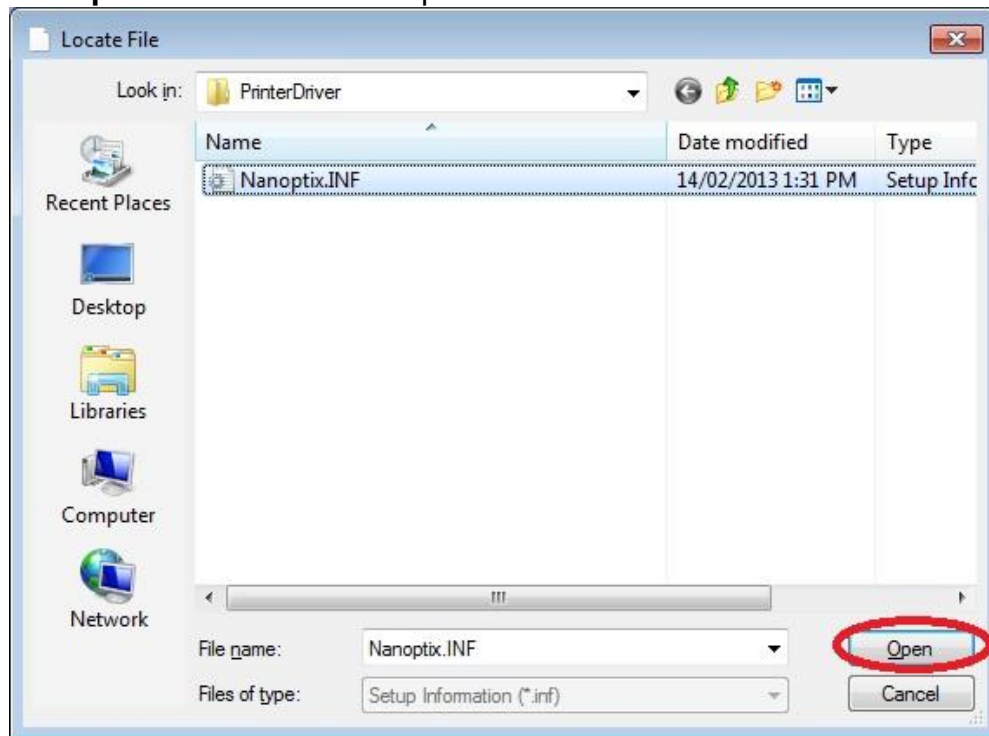 Locate File
Look in:
PrinterDriver
Name
Date modified
Type
Nanoptix.INF
14/02/2013 1:31 PM
Setup Info
Recent Places
Desktop
Libraries
Computer
Network
File name:
Nanoptix.INF
Open
Files of type:
Setup Information (*.inf)
Cancel